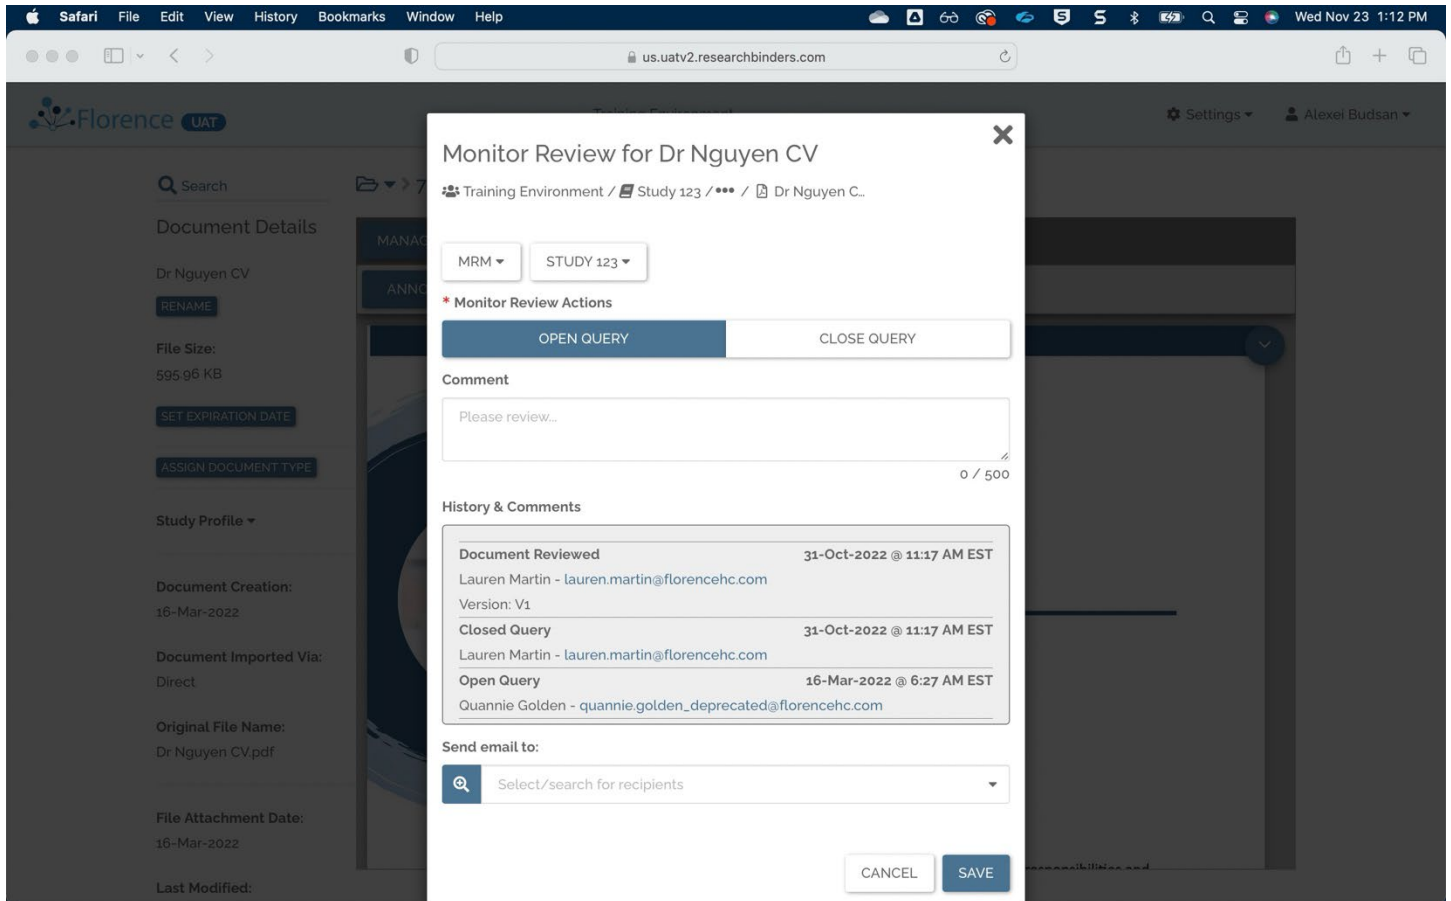 Safari File Edit View History Bookmarks Window Help Wed Nov 23 1:12 PM
us.uatv2.researchbinders.com
Florence UAT
Training Environment
Settings
Alexei Budsan
Search
7
Document Details
MANAG
Dr Nguyen CV
ANNO
RENAME
File Size:
595.96 KB
SET EXPIRATION DATE
ASSIGN DOCUMENT TYPE
Study Profile
Document Creation:
16-Mar-2022
Document Imported Via:
Direct
Original File Name:
Dr Nguyen CV.pdf
File Attachment Date:
16-Mar-2022
Last Modified:
Monitor Review for Dr Nguyen CV
Training Environment / Study 123 / ••• / Dr Nguyen C...
MRM STUDY 123
* Monitor Review Actions
OPEN QUERY CLOSE QUERY
Comment
Please review...
0 / 500
History & Comments
Document Reviewed 31-Oct-2022 @ 11:17 AM EST
Lauren Martin - lauren.martin@florencehc.com
Version: V1
Closed Query 31-Oct-2022 @ 11:17 AM EST
Lauren Martin - lauren.martin@florencehc.com
Open Query 16-Mar-2022 @ 6:27 AM EST
Quannie Golden - quannie.golden_deprecated@florencehc.com
Send email to:
Select/search for recipients
CANCEL SAVE